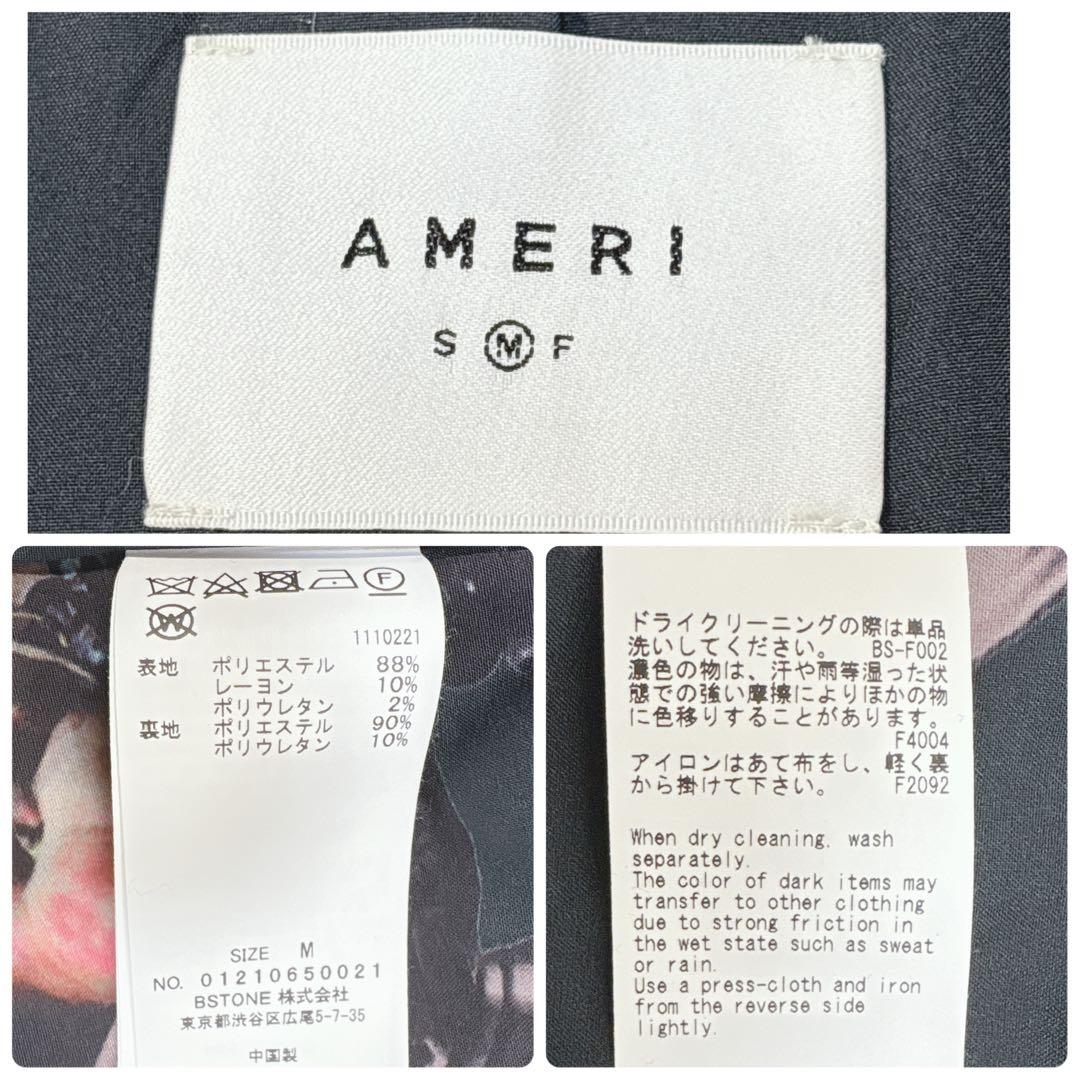 AMERI
S M F
1110221
表地 ポリエステル 88%
レーヨン 10%
ポリウレタン 2%
裏地 ポリエステル 90%
ポリウレタン 10%
SIZE M
NO. 01210650021
BSTONE 株式会社
東京都渋谷区広尾5-7-35
中国製
ドライクリーニングの際は単品
洗いしてください。 BS-F002
濃色の物は、汗や雨等湿った状
態での強い摩擦によりほかの物
に色移りすることがあります。
F4004
アイロンはあて布をし、軽く裏
から掛けて下さい。 F2092
When dry cleaning, wash
separately.
The color of dark items may
transfer to other clothing
due to strong friction in
the wet state such as sweat
or rain.
Use a press-cloth and iron
from the reverse side
lightly.